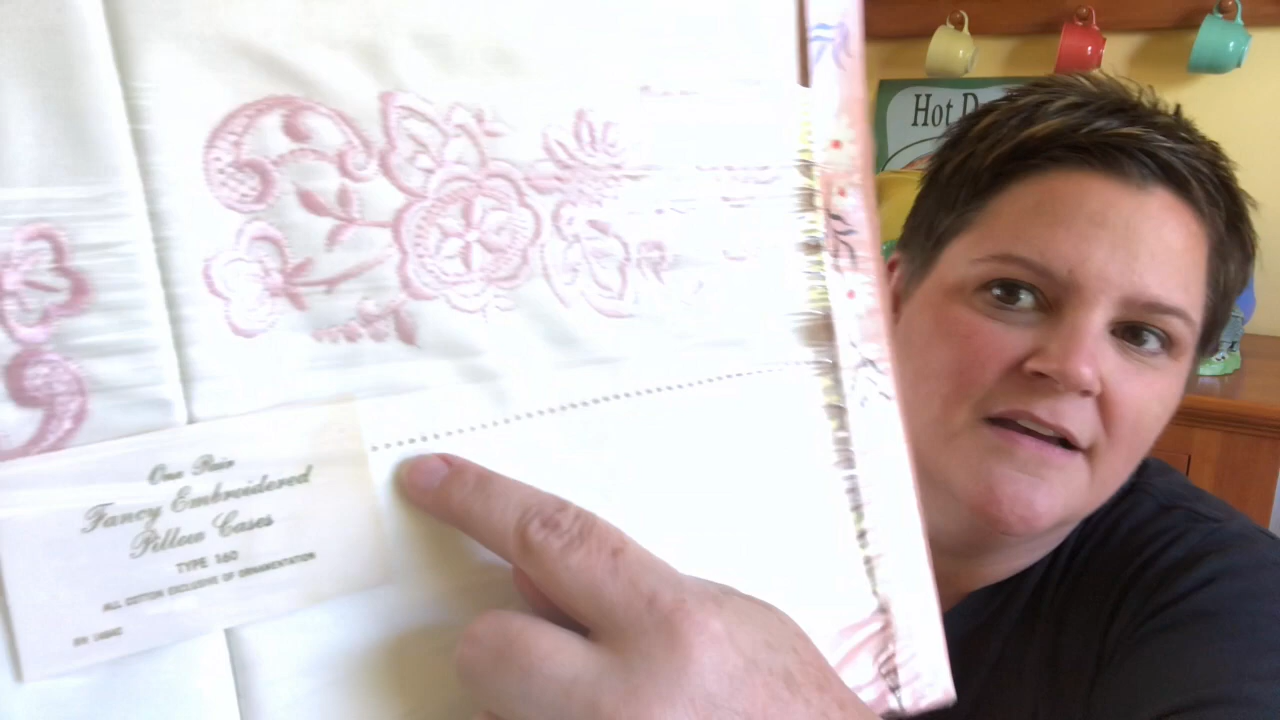 Hot D
One Pair
Fancy Embroidered
Pillow Cases
TYPE 160
ALL COTTON EXCLUSIVE OF ORNAMENTATION